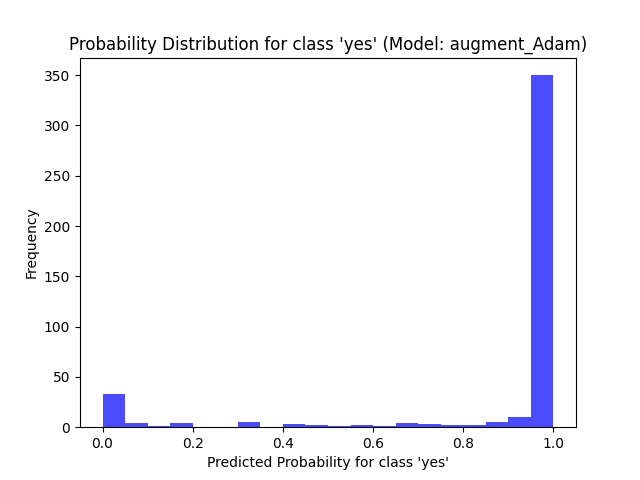 Probability Distribution for class 'yes' (Model: augment_Adam)
350
300
250
200
150
100
50
0
Frequency
0.0 0.2 0.4 0.6 0.8 1.0
Predicted Probability for class 'yes'